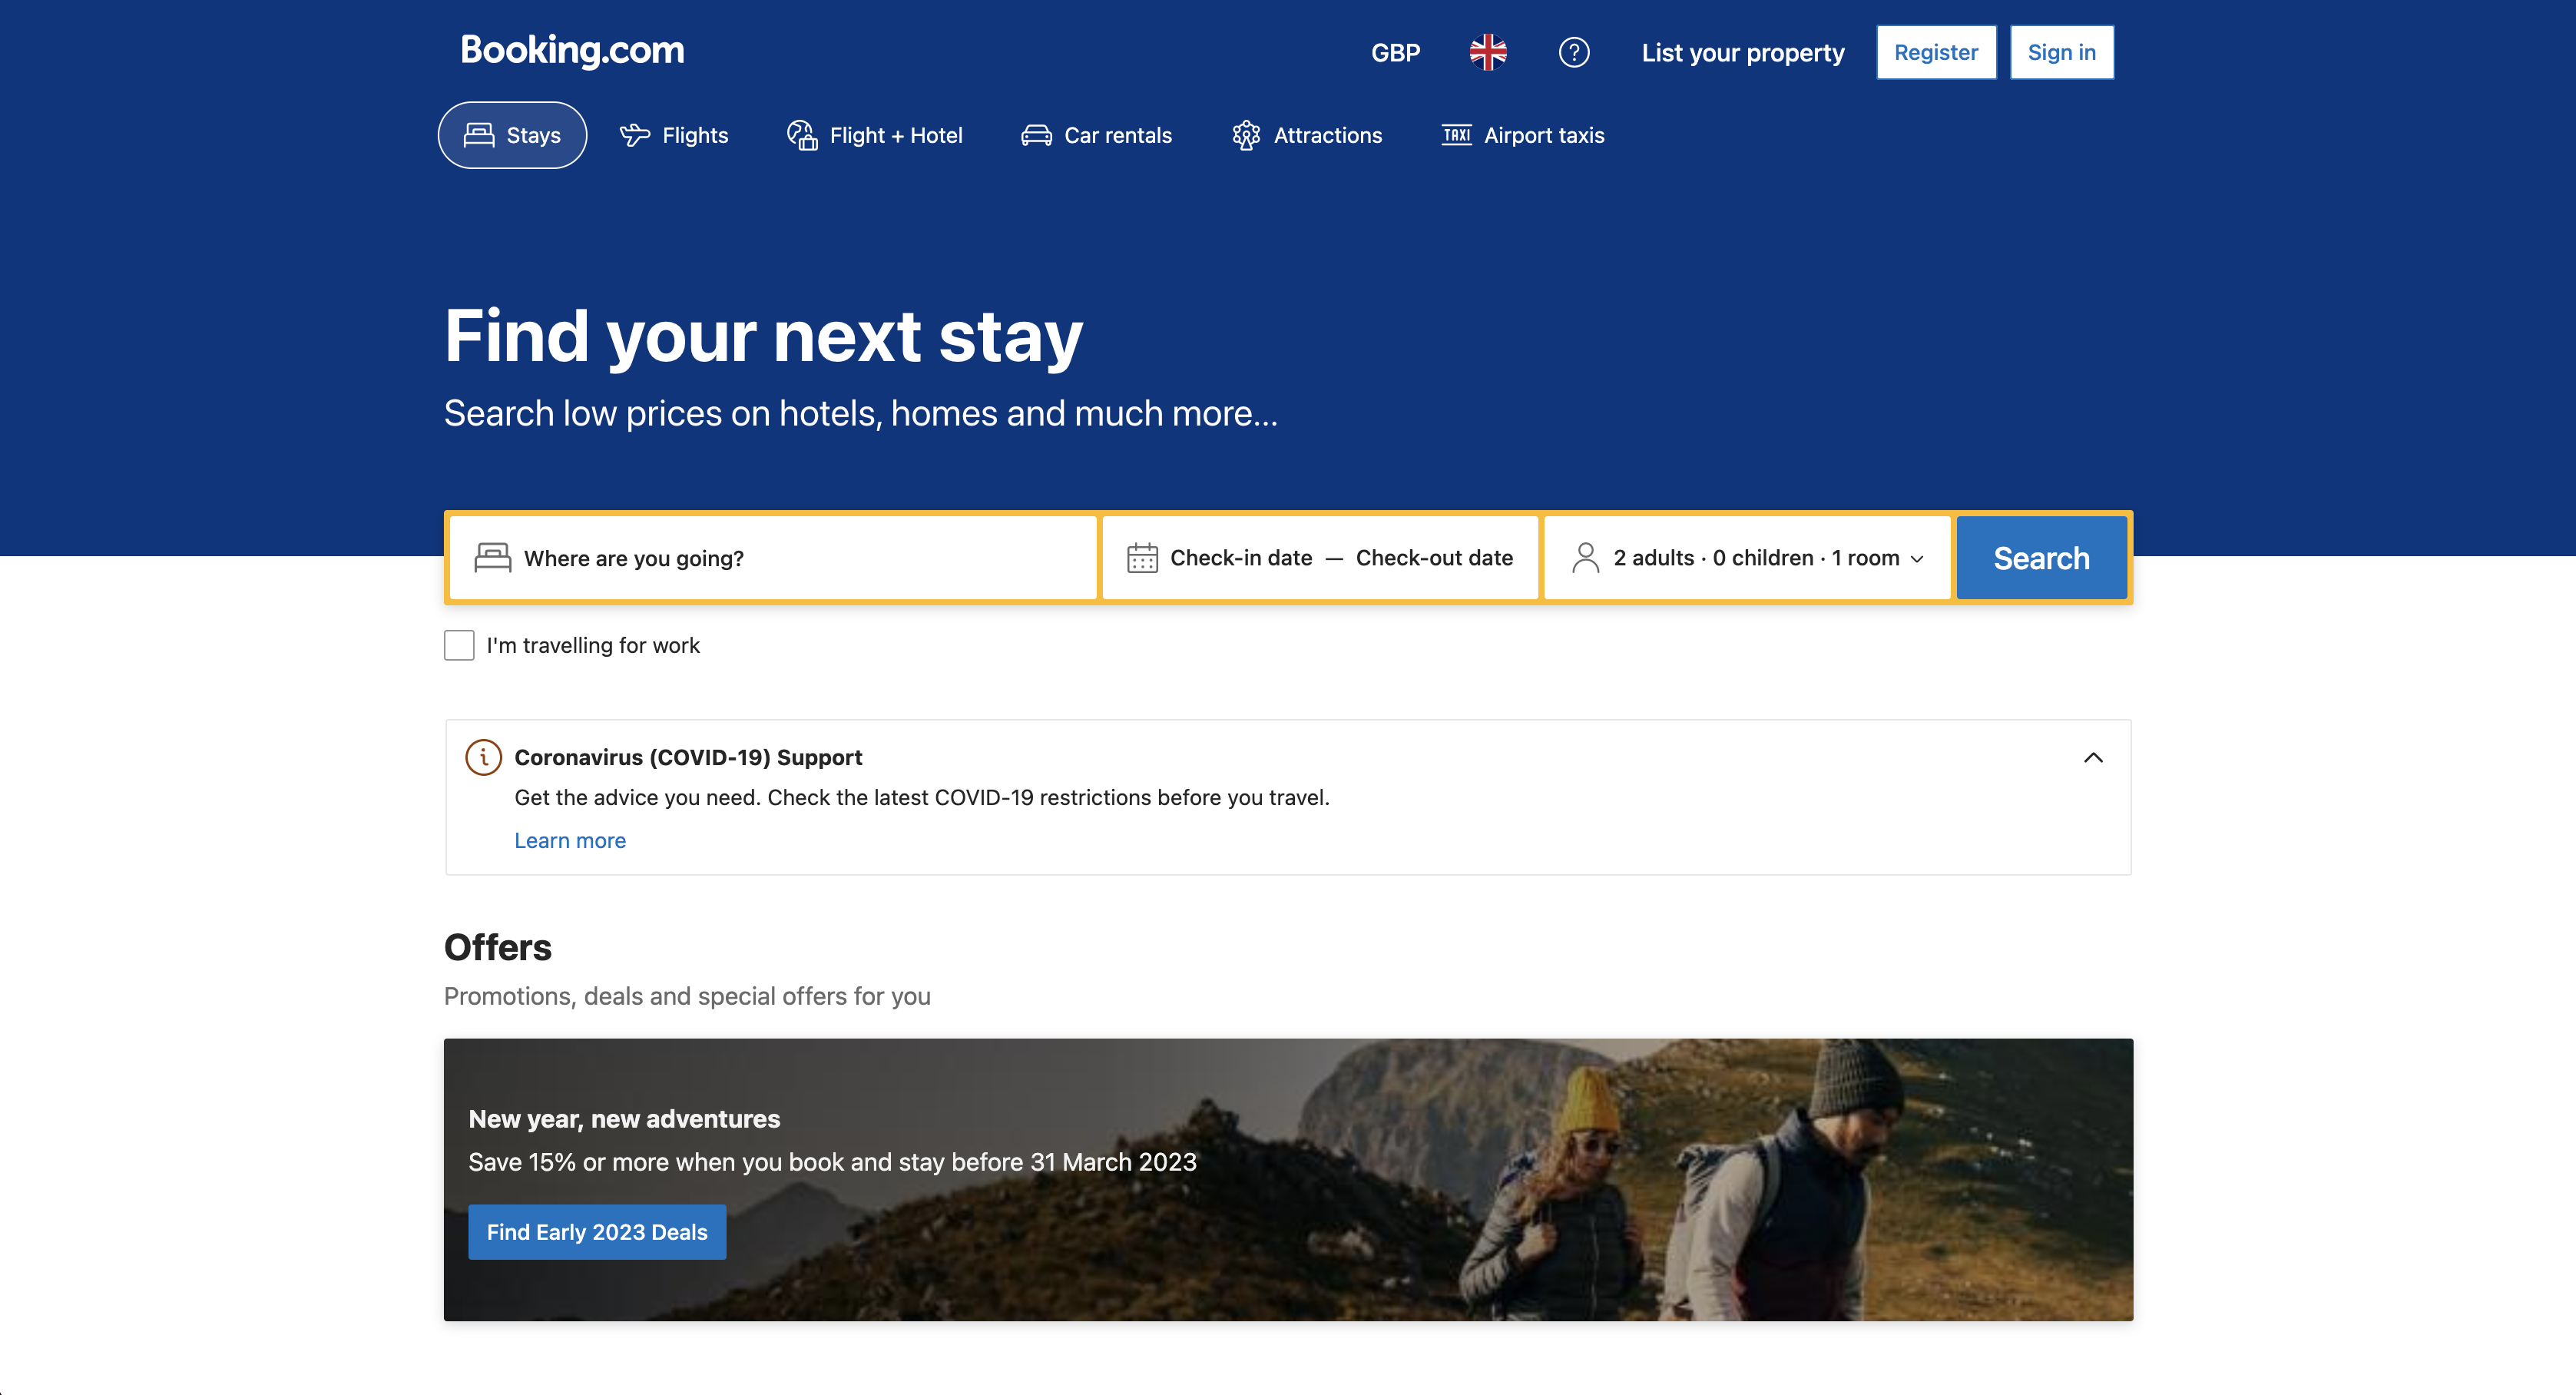 Booking.com
GBP
List your property
Register
Sign in
Stays
Flights
Flight + Hotel
Car rentals
Attractions
TAXI
Airport taxis
Find your next stay
Search low prices on hotels, homes and much more...
Where are you going?
Check-in date — Check-out date
2 adults · 0 children · 1 room
Search
I'm travelling for work
Coronavirus (COVID-19) Support
Get the advice you need. Check the latest COVID-19 restrictions before you travel.
Learn more
Offers
Promotions, deals and special offers for you
New year, new adventures
Save 15% or more when you book and stay before 31 March 2023
Find Early 2023 Deals